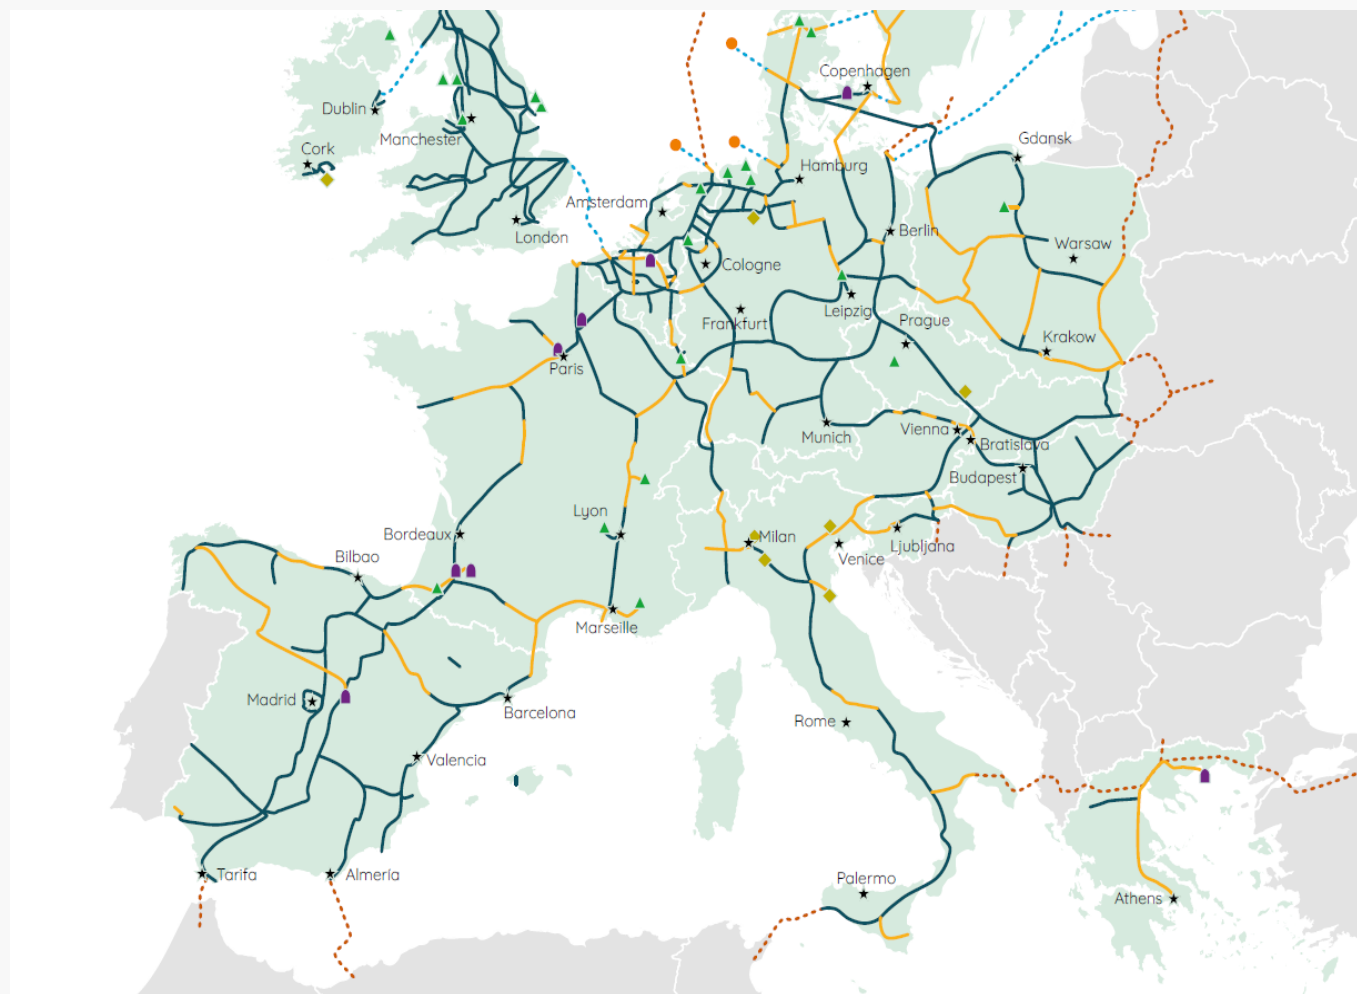 Copenhagen
Dublin
Manchester
Gdansk
Cork
Hamburg
Amsterdam
Berlin
London
Warsaw
Cologne
Leipzig
Frankfurt
Prague
Krakow
Paris
Munich
Vienna
Bratislava
Budapest
Lyon
Bordeaux
Milan
Bilbao
Venice
Ljubljana
Marseille
Madrid
Barcelona
Rome
Valencia
Tarifa
Almería
Palermo
Athens